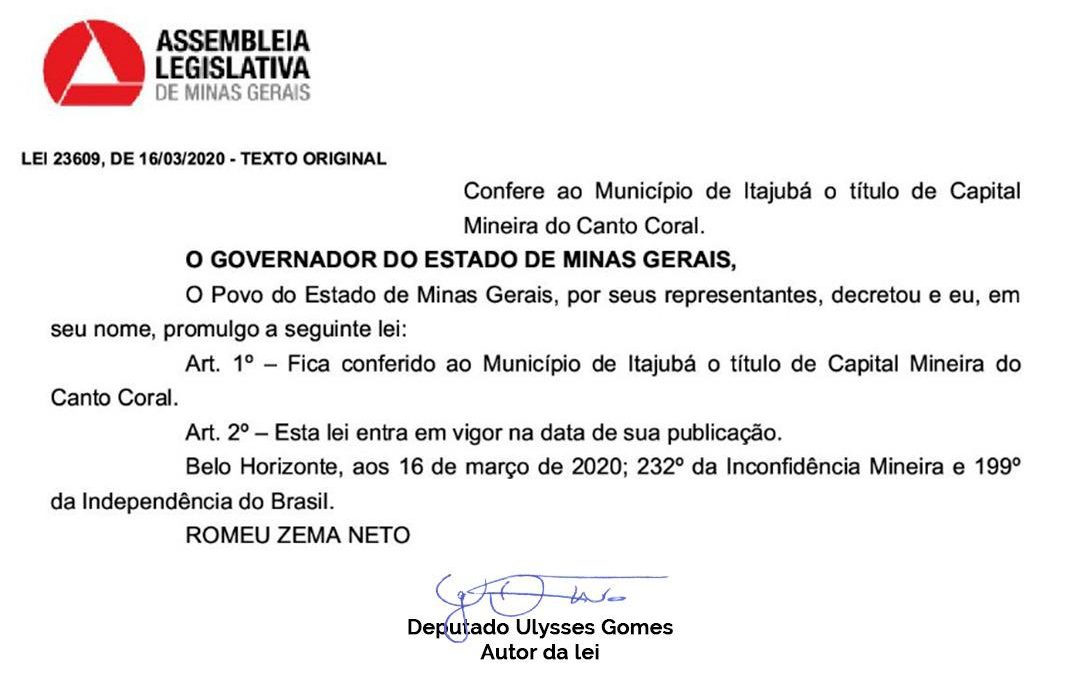 ASSEMBLEIA
LEGISLATIVA
DE MINAS GERAIS
LEI 23609, DE 16/03/2020 - TEXTO ORIGINAL
Confere ao Município de Itajubá o título de Capital
Mineira do Canto Coral.
O GOVERNADOR DO ESTADO DE MINAS GERAIS,
O Povo do Estado de Minas Gerais, por seus representantes, decretou e eu, em
seu nome, promulgo a seguinte lei:
Art. 1º – Fica conferido ao Município de Itajubá o título de Capital Mineira do
Canto Coral.
Art. 2º – Esta lei entra em vigor na data de sua publicação.
Belo Horizonte, aos 16 de março de 2020; 232º da Inconfidência Mineira e 199º
da Independência do Brasil.
ROMEU ZEMA NETO
Deputado Ulysses Gomes
Autor da lei